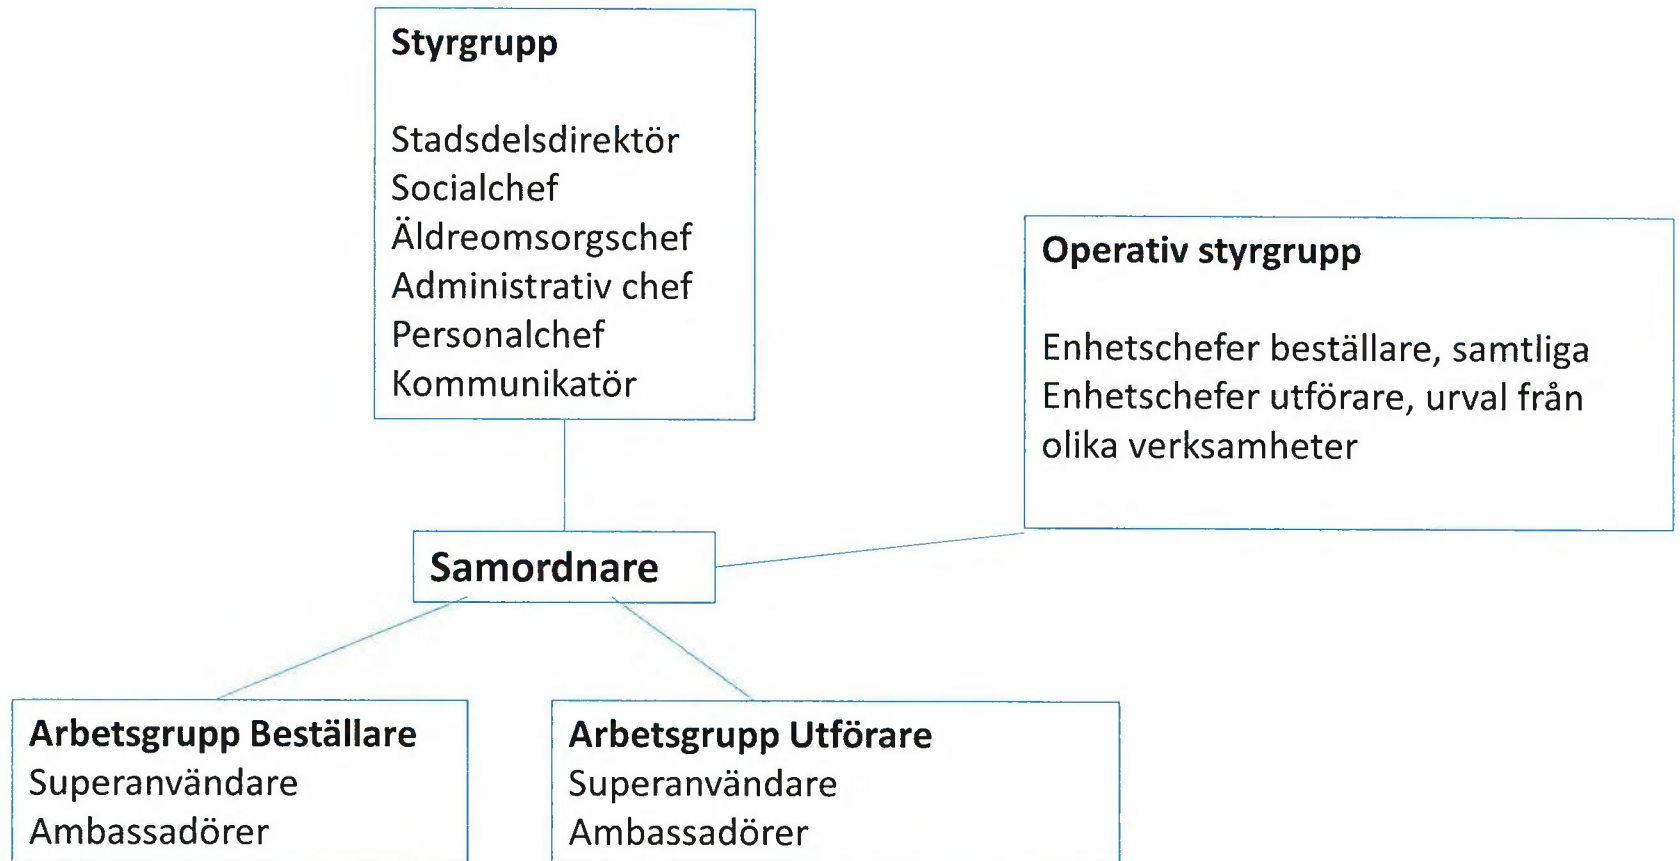 Styrgrupp
Stadsdelsdirektör
Socialchef
Äldreomsorgschef
Administrativ chef
Personalchef
Kommunikatör
Operativ styrgrupp
Enhetschefer beställare, samtliga
Enhetschefer utförare, urval från
olika verksamheter
Samordnare
Arbetsgrupp Beställare
Superanvändare
Ambassadörer
Arbetsgrupp Utförare
Superanvändare
Ambassadörer